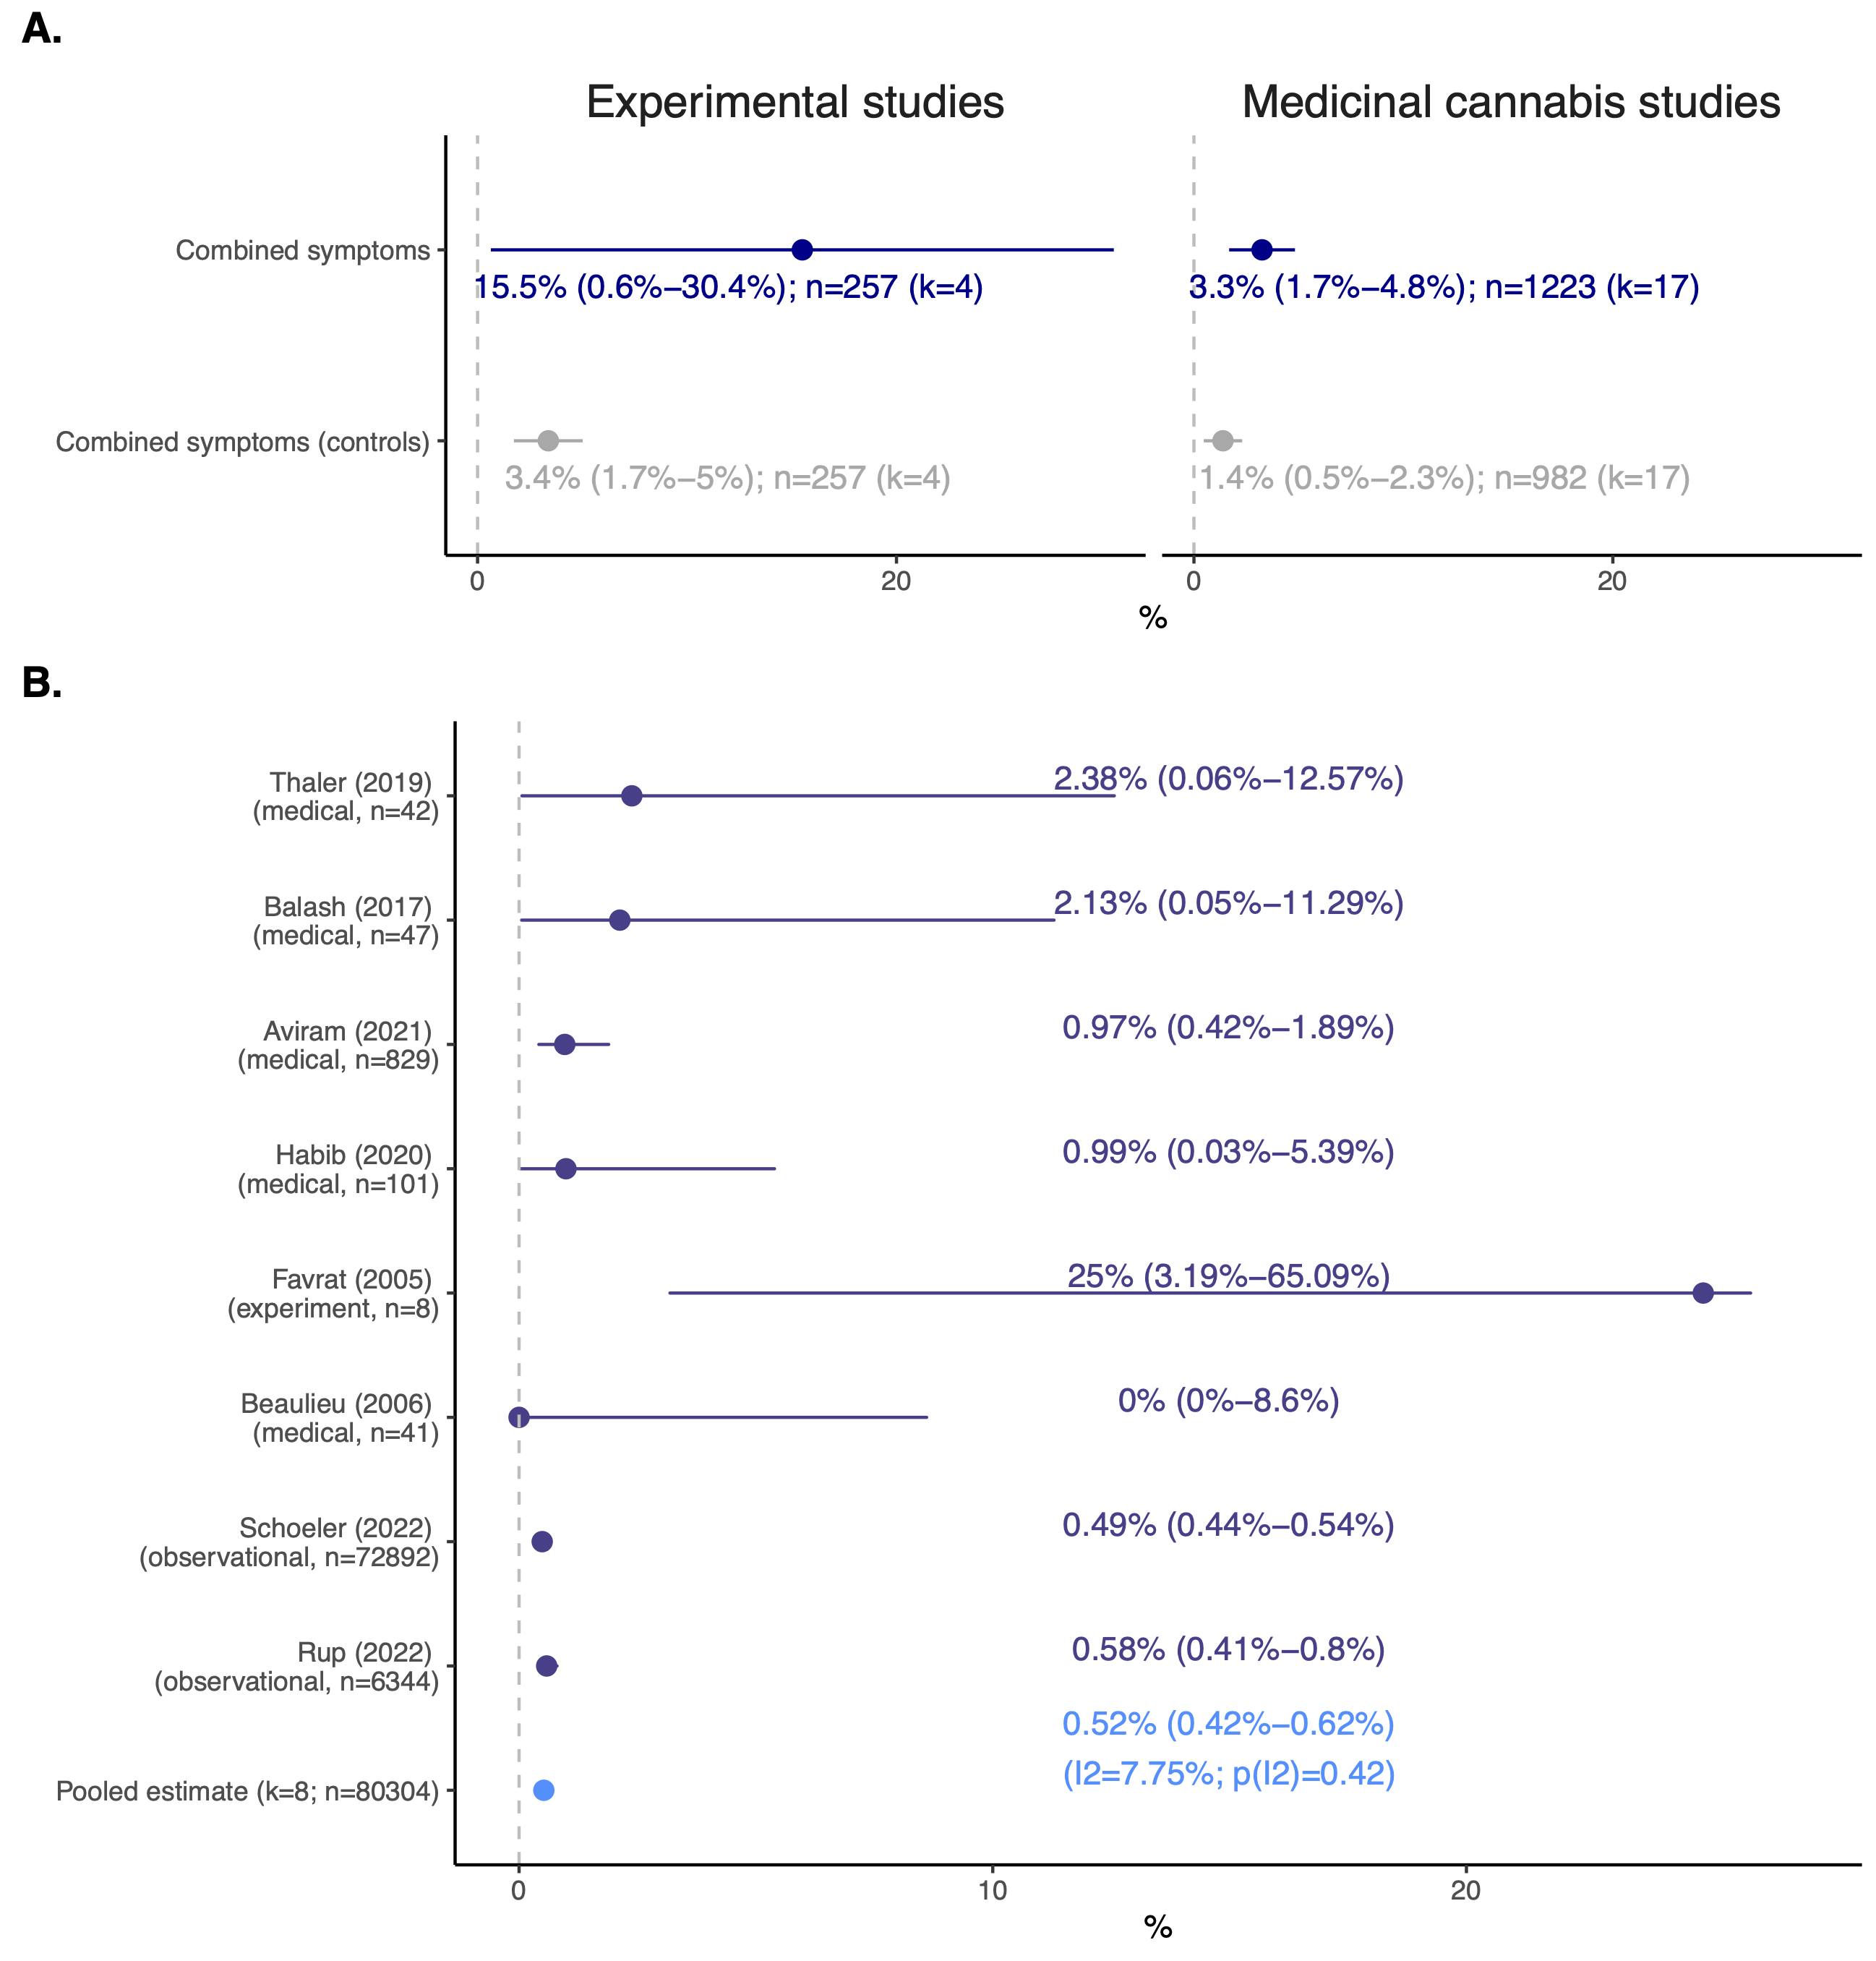 A.
Experimental studies
Medicinal cannabis studies
Combined symptoms
15.5% (0.6%–30.4%); n=257 (k=4)
3.3% (1.7%–4.8%); n=1223 (k=17)
Combined symptoms (controls)
3.4% (1.7%–5%); n=257 (k=4)
1.4% (0.5%–2.3%); n=982 (k=17)
0
20
0
20
%
B.
Thaler (2019)
(medical, n=42)
2.38% (0.06%–12.57%)
Balash (2017)
(medical, n=47)
2.13% (0.05%–11.29%)
Aviram (2021)
(medical, n=829)
0.97% (0.42%–1.89%)
Habib (2020)
(medical, n=101)
0.99% (0.03%–5.39%)
Favrat (2005)
(experiment, n=8)
25% (3.19%–65.09%)
Beaulieu (2006)
(medical, n=41)
0% (0%–8.6%)
Schoeler (2022)
(observational, n=72892)
0.49% (0.44%–0.54%)
Rup (2022)
(observational, n=6344)
0.58% (0.41%–0.8%)
Pooled estimate (k=8; n=80304)
0.52% (0.42%–0.62%)
(I2=7.75%; p(I2)=0.42)
0
10
20
%